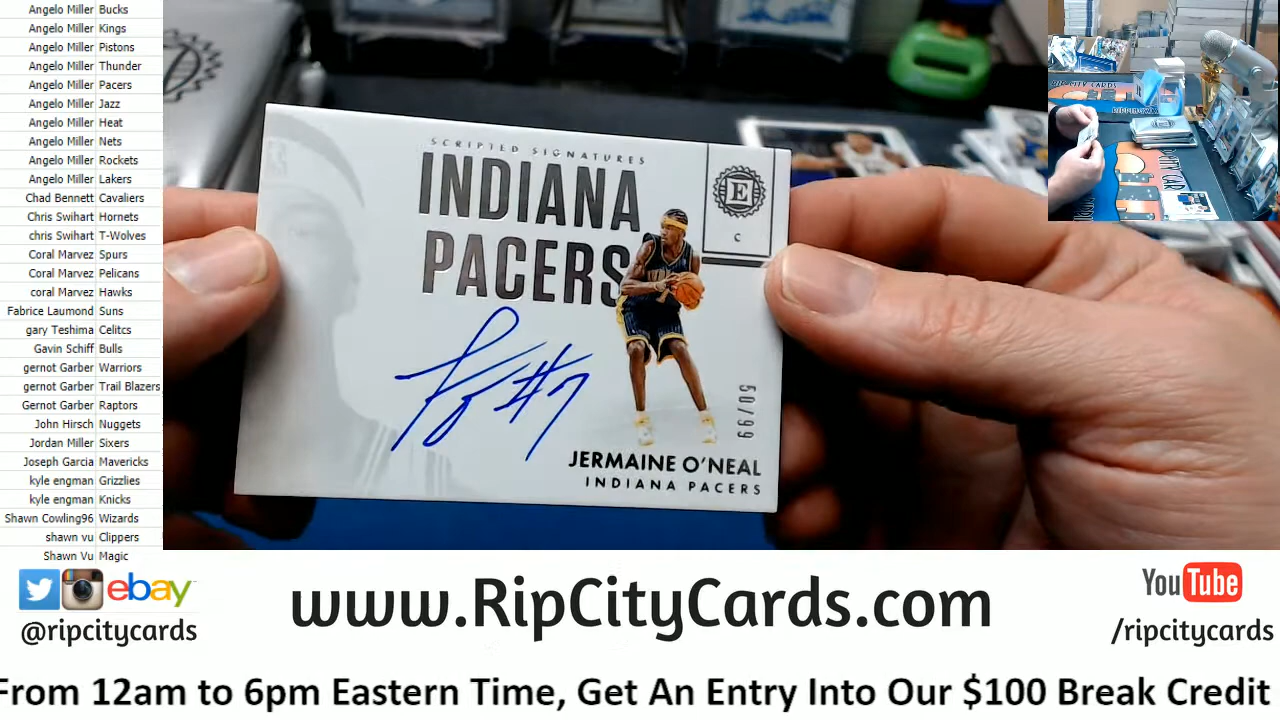 Angelo Miller Bucks
Angelo Miller Kings
Angelo Miller Pistons
Angelo Miller Thunder
Angelo Miller Pacers
Angelo Miller Jazz
Angelo Miller Heat
Angelo Miller Nets
Angelo Miller Rockets
Angelo Miller Lakers
Chad Bennett Cavaliers
Chris Swihart Hornets
chris Swihart T-Wolves
Coral Marvez Spurs
Coral Marvez Pelicans
coral Marvez Hawks
Fabrice Laumond Suns
gary Teshima Celitcs
Gavin Schiff Bulls
gernot Garber Warriors
gernot Garber Trail Blazers
Gernot Garber Raptors
John Hirsch Nuggets
Jordan Miller Sixers
Joseph Garcia Mavericks
kyle engman Grizzlies
kyle engman Knicks
Shawn Cowling96 Wizards
shawn vu Clippers
Shawn Vu Magic
SCRIPTED SIGNATURES
INDIANA
PACERS
E
C
#7
50/99
JERMAINE O'NEAL
INDIANA PACERS
RIP CITY CARDS
ebay
@ripcitycards
www.RipCityCards.com
YouTube
/ripcitycards
From 12am to 6pm Eastern Time, Get An Entry Into Our $100 Break Credit